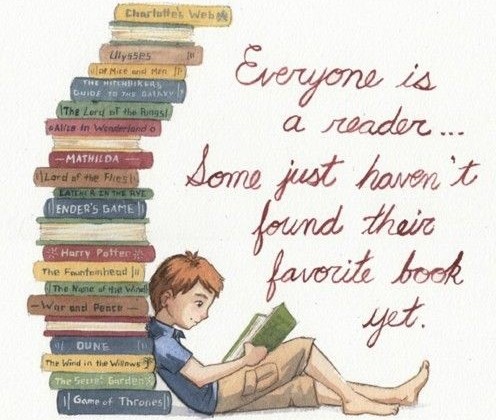 Charlotte's Web
Ulysses
of Mice and Men
THE HITCHHIKERS
GUIDE TO THE GALAXY
The Lord of the Rings
Alice In Wonderland
MATHILDA
Lord of the Flies
CATCHER IN THE RYE
ENDER'S GAME
Harry Potter
The Fountainhead
The Name of the Wind
War and Peace
DUNE
The Wind in the Willows
The Secret Garden
Game of Thrones
Everyone is
a reader...
Some just haven't
found their
favorite book
yet.